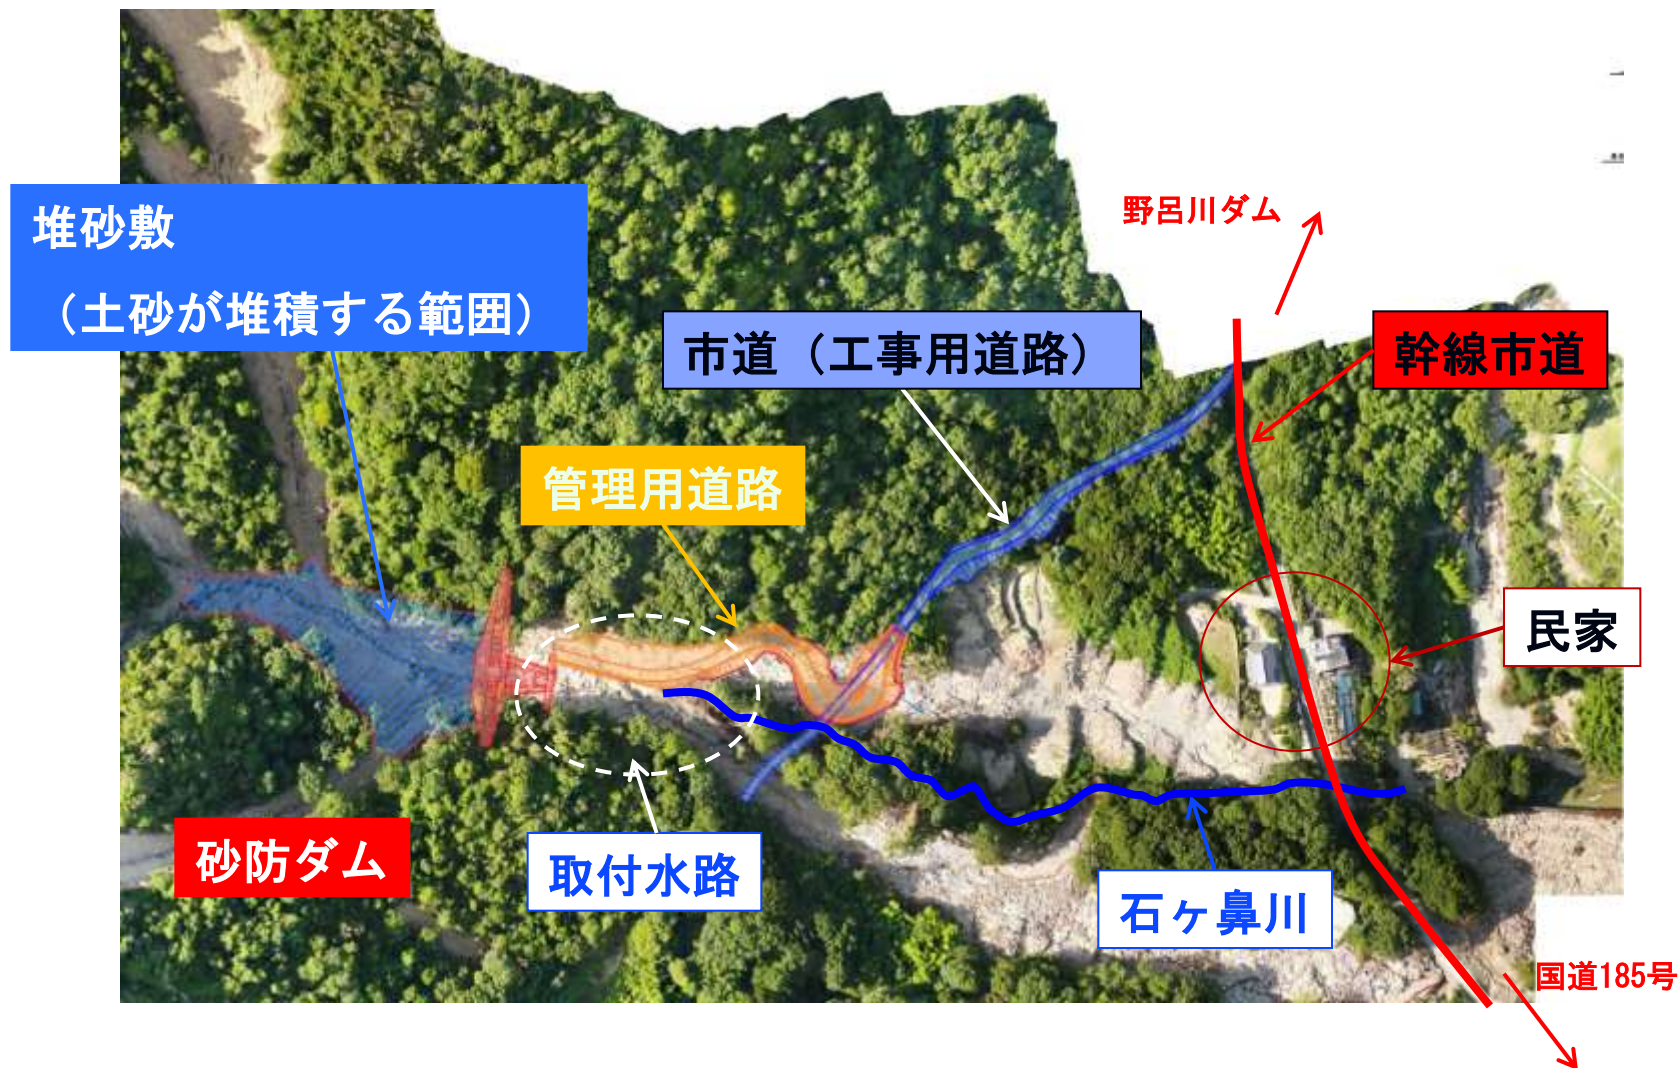 野呂川ダム
堆砂敷
（土砂が堆積する範囲）
市道（工事用道路）
幹線市道
管理用道路
民家
砂防ダム
取付水路
石ヶ鼻川
国道185号